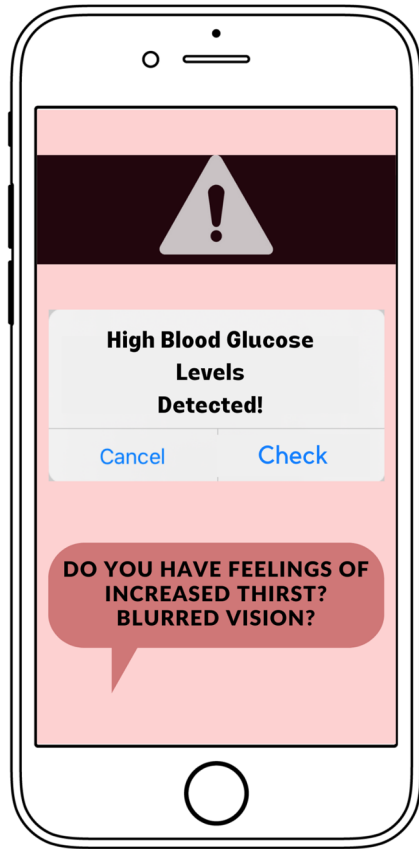 High Blood Glucose
Levels
Detected!
Cancel Check
DO YOU HAVE FEELINGS OF
INCREASED THIRST?
BLURRED VISION?